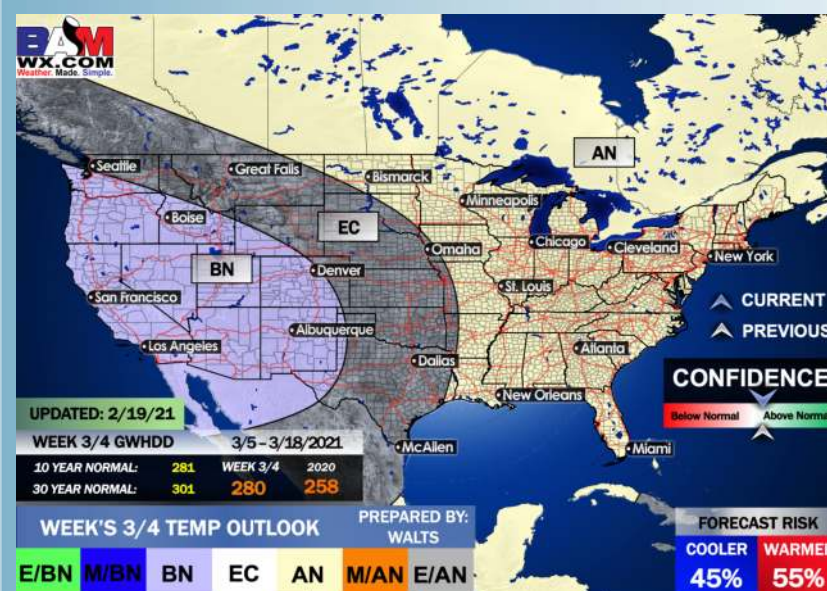 BAM
WX.COM
Weather. Made. Simple.
AN
Seattle
Great Falls
Bismarck
Minneapolis
Boise
EC
Omaha
Chicago
Cleveland
New York
BN
Denver
St. Louis
San Francisco
CURRENT
Albuquerque
PREVIOUS
Los Angeles
Dallas
Atlanta
CONFIDENCE
New Orleans
Below Normal
Above Normal
UPDATED: 2/19/21
WEEK 3/4 GWHDD
3/5 – 3/18/2021
McAllen
Miami
10 YEAR NORMAL: 281
WEEK 3/4
2020
30 YEAR NORMAL: 301
280
258
WEEK'S 3/4 TEMP OUTLOOK
PREPARED BY:
WALTS
FORECAST RISK
COOLER
WARMER
E/BN
M/BN
BN
EC
AN
M/AN
E/AN
45%
55%